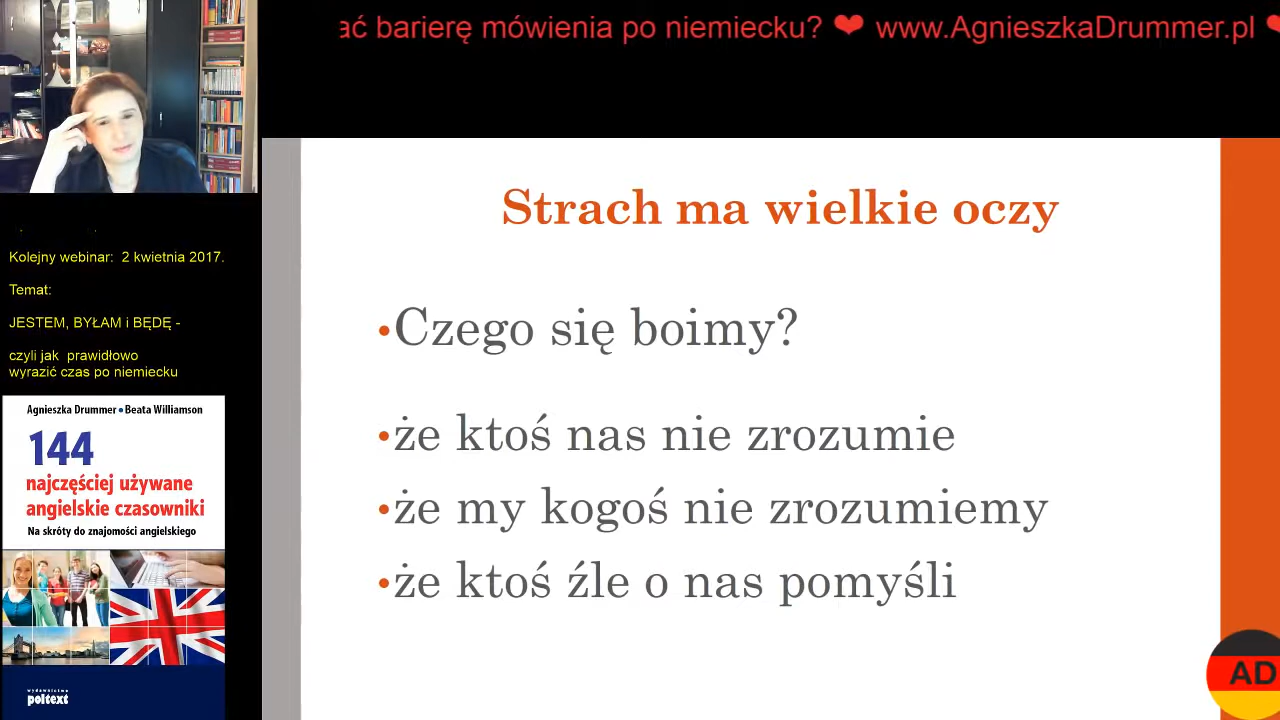 barierę mówienia po niemiecku? ❤ www.AgnieszkaDrummer.pl ❤
Strach ma wielkie oczy
•Czego się boimy?
•że ktoś nas nie zrozumie
•że my kogoś nie zrozumiemy
•że ktoś źle o nas pomyśli
Kolejny webinar: 2 kwietnia 2017.
Temat:
JESTEM, BYŁAM i BĘDĘ -
czyli jak prawidłowo
wyrazić czas po niemiecku
Agnieszka Drummer • Beata Williamson
144
najczęściej używane
angielskie czasowniki
Na skróty do znajomości angielskiego
wydawnictwo
poltext
AD